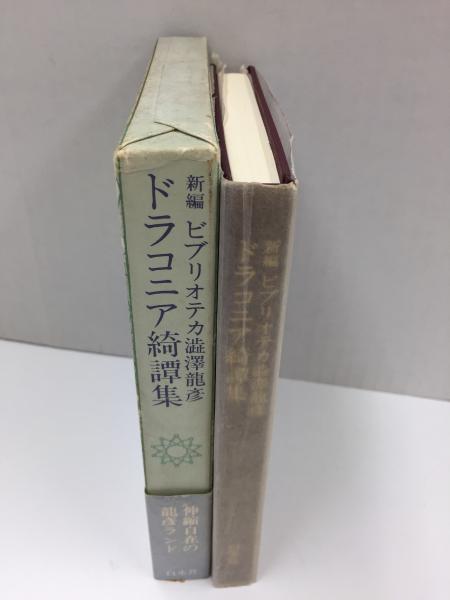 新編 ビブリオテカ澁澤龍彦
ドラコニア綺譚集
伸縮自在の
龍彦ランド
白水社
新編 ビブリオテカ澁澤龍彦
ドラコニア綺譚集